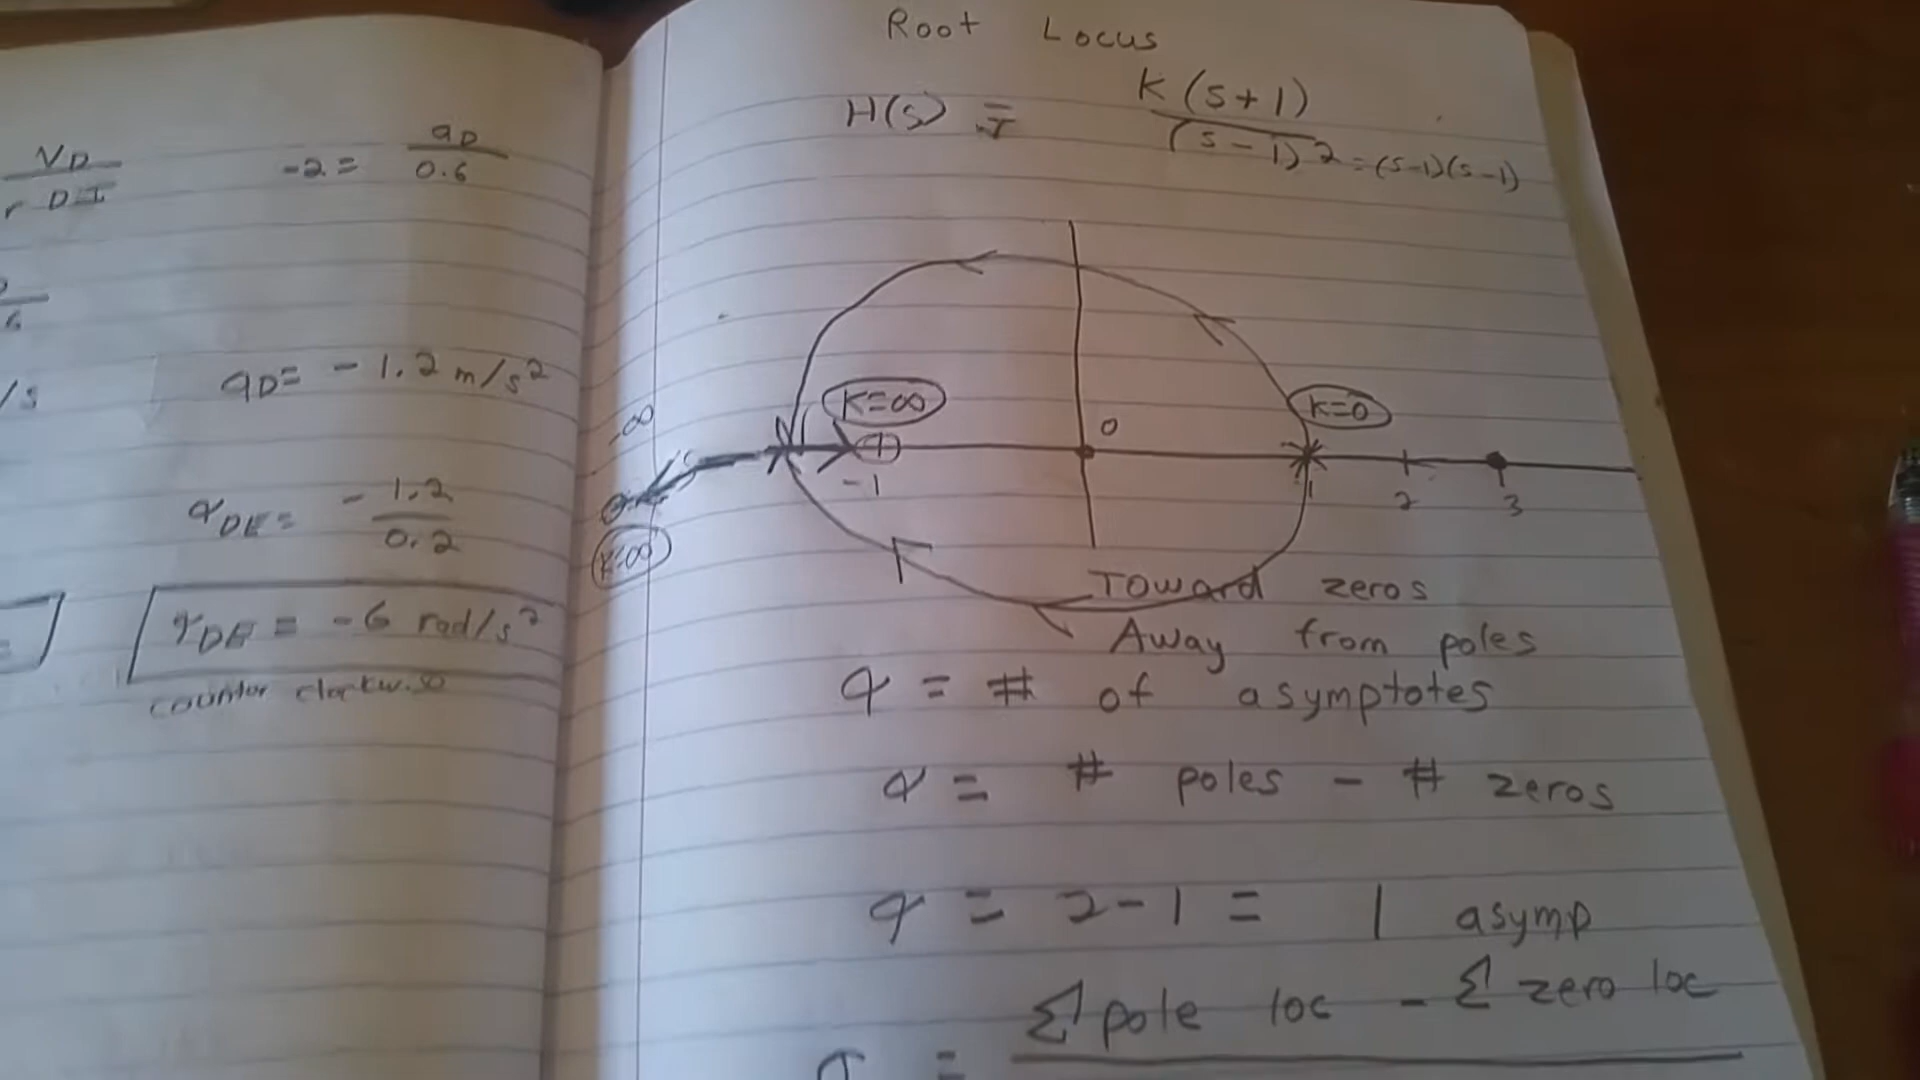 -2 = aD / 0.6
aD = -1.2 m/s²
αDE = -1.2 / 0.2
αDE = -6 rad/s²
counter clockwise
Root Locus
H(s) = K(s+1) / (s-1)² = (s-1)(s-1)
-∞
K=∞
K=0
0
-1
1
2
3
K=∞
Toward zeros
Away from poles
q = # of asymptotes
q = # poles - # zeros
q = 2-1 = 1 asymp
Σ pole loc - Σ zero loc